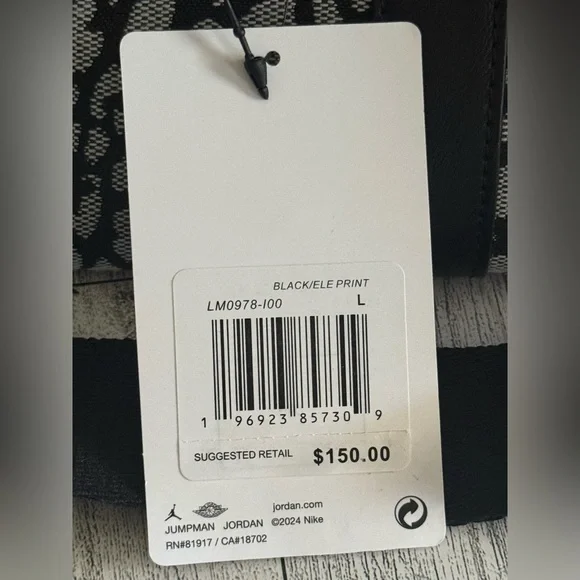 BLACK/ELE PRINT
LM0978-I00 L
1 96923 85730 9
SUGGESTED RETAIL $150.00
jordan.com
JUMPMAN JORDAN ©2024 Nike
RN#81917 / CA#18702